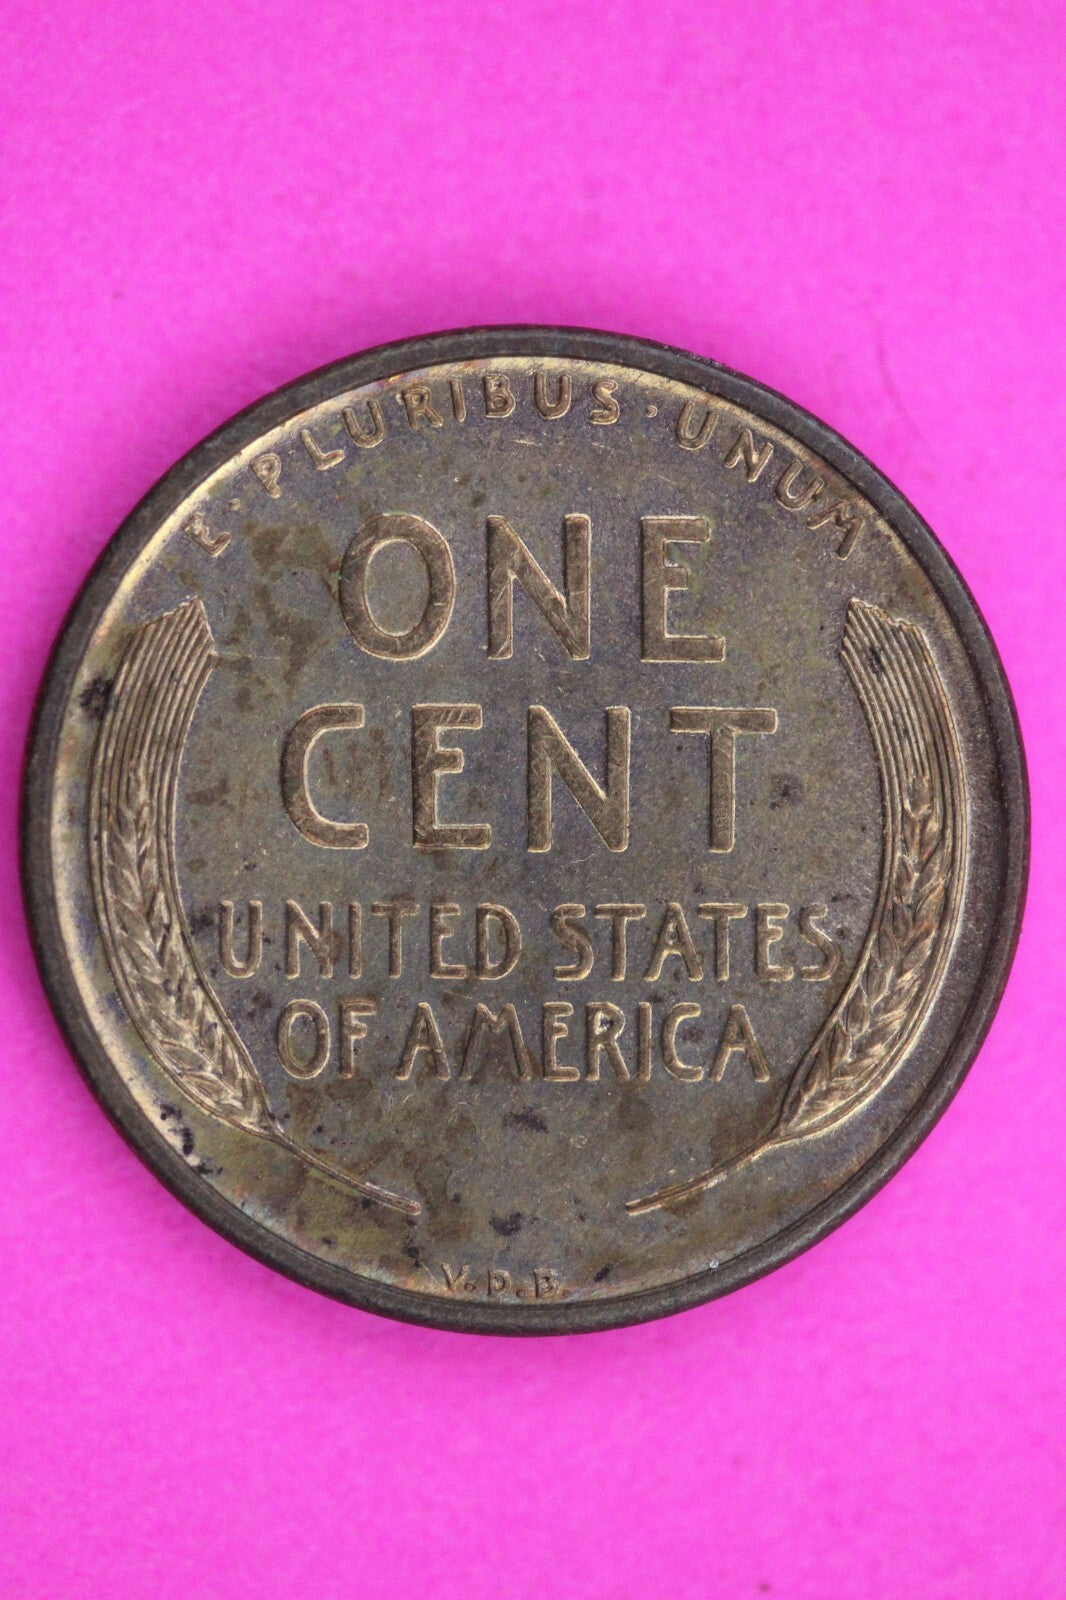 E · PLURIBUS · UNUM
ONE
CENT
UNITED STATES
OF AMERICA
V.D.B.